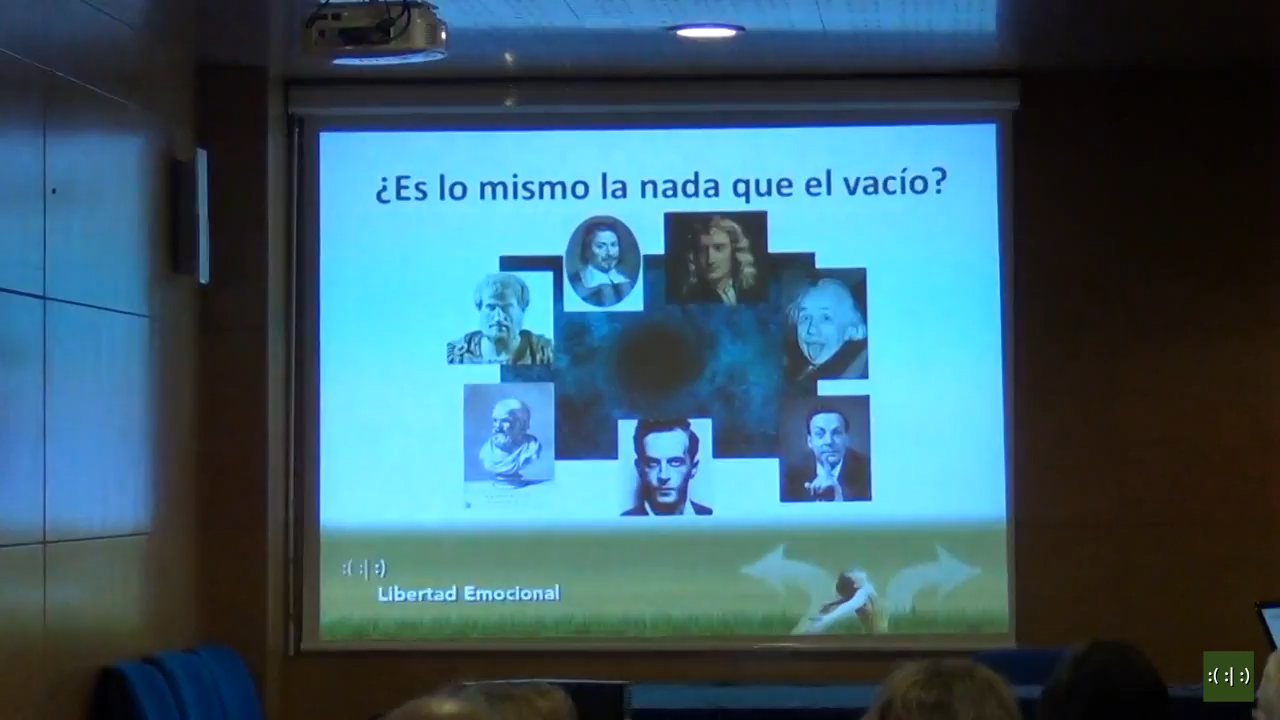 ¿Es lo mismo la nada que el vacío?
:( :| :)
Libertad Emocional
:( :| :)